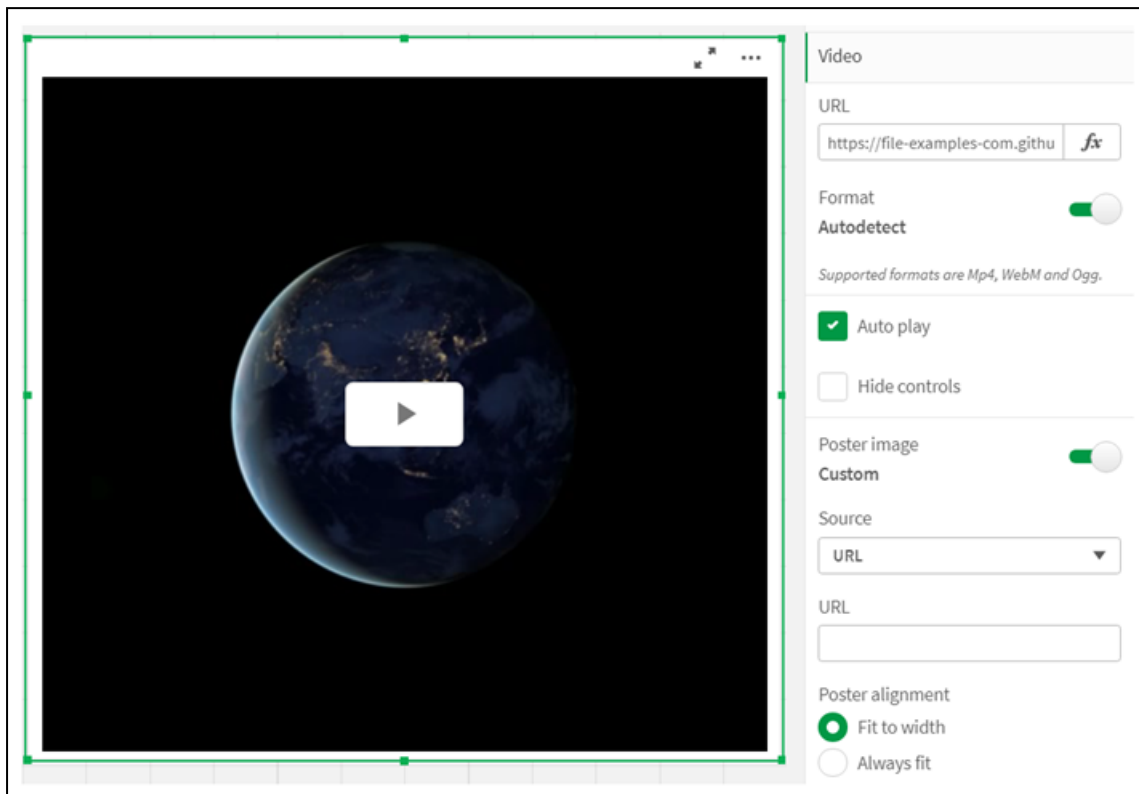 Video
URL
https://file-examples-com.githu fx
Format
Autodetect
Supported formats are Mp4, WebM and Ogg.
Auto play
Hide controls
Poster image
Custom
Source
URL
URL
Poster alignment
Fit to width
Always fit